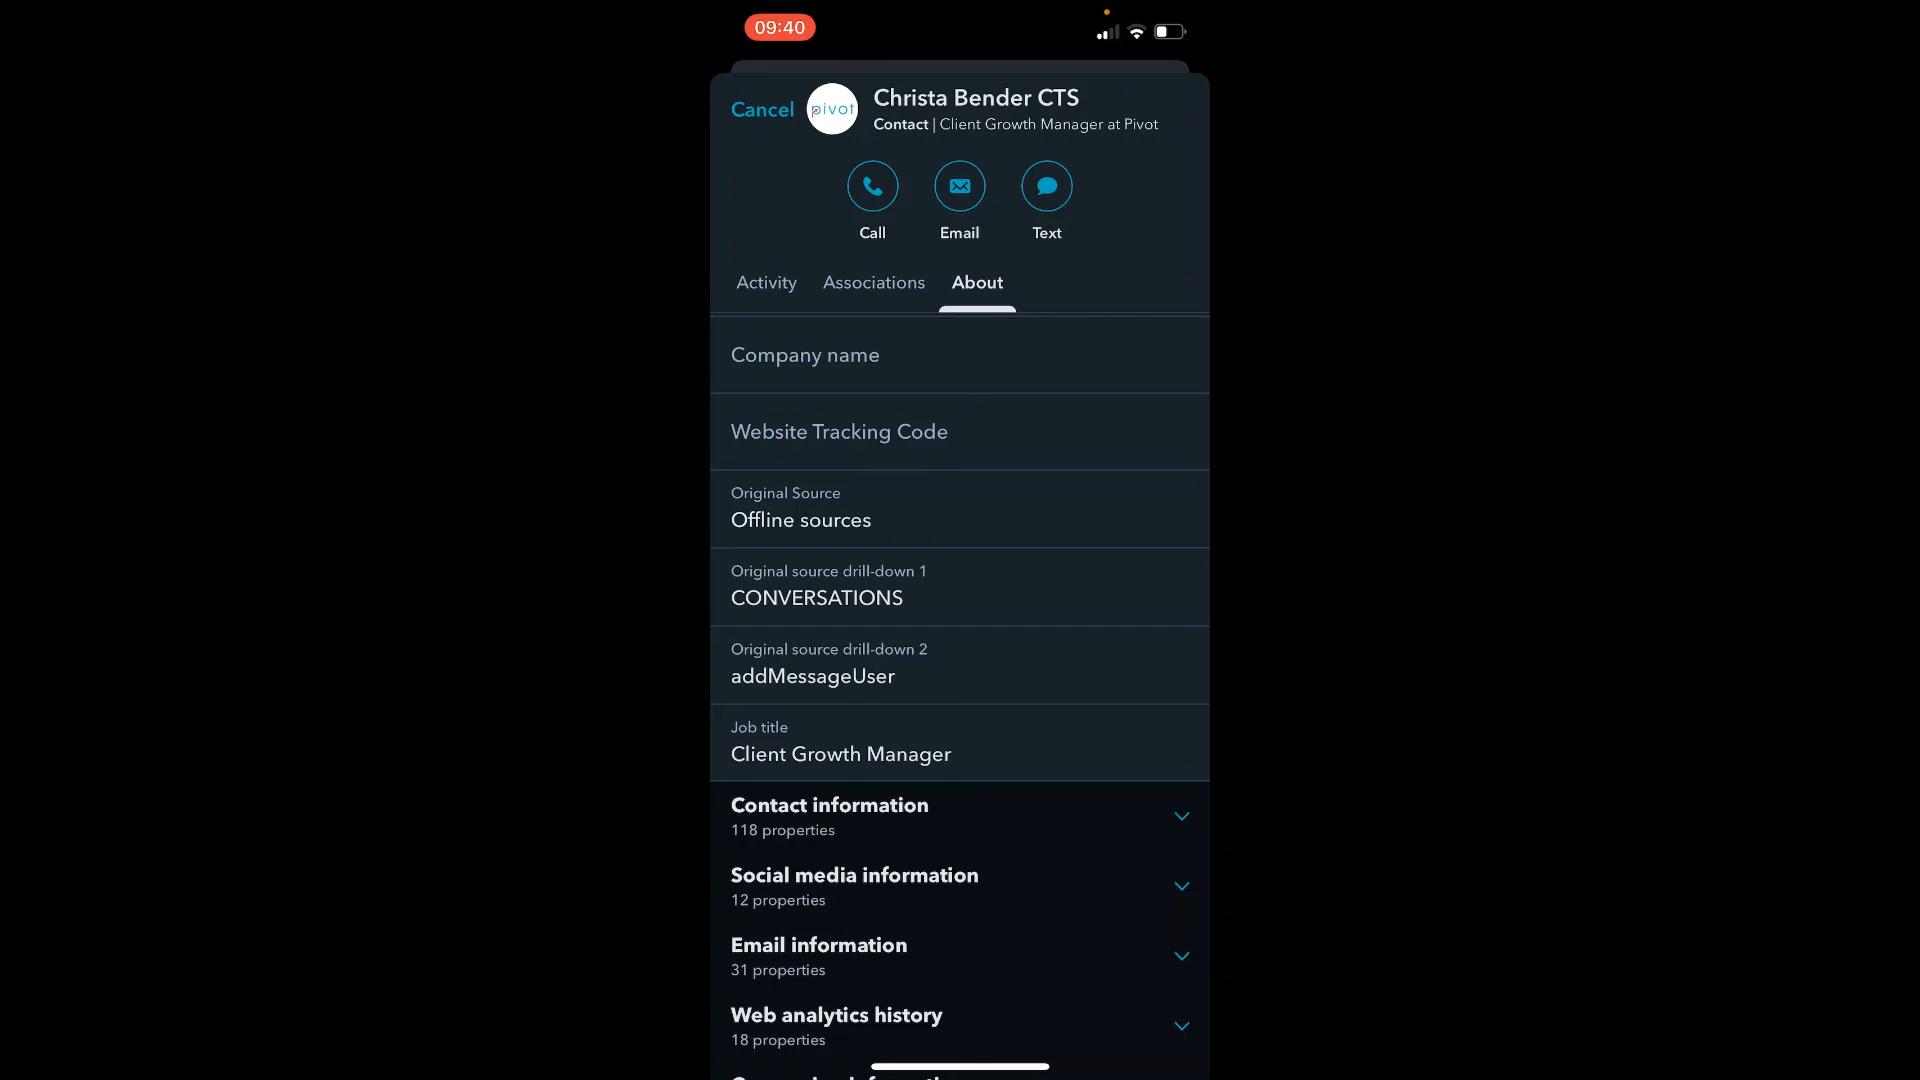 09:40
Cancel
pivot
Christa Bender CTS
Contact | Client Growth Manager at Pivot
Call
Email
Text
Activity
Associations
About
Company name
Website Tracking Code
Original Source
Offline sources
Original source drill-down 1
CONVERSATIONS
Original source drill-down 2
addMessageUser
Job title
Client Growth Manager
Contact information
118 properties
Social media information
12 properties
Email information
31 properties
Web analytics history
18 properties